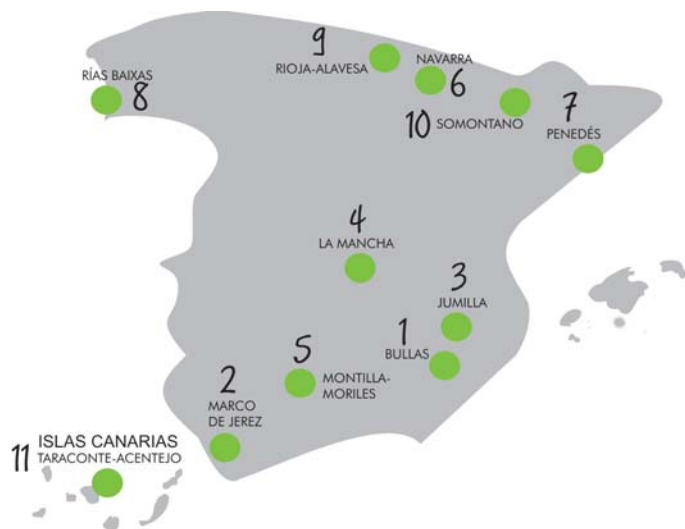 9
RIOJA-ALAVESA
NAVARRA
6
RÍAS BAIXAS
8
10 SOMONTANO
7
PENEDÉS
4
LA MANCHA
3
JUMILLA
1
BULLAS
5
MONTILLA-
MORILES
2
MARCO
DE JEREZ
11 ISLAS CANARIAS
TARACONTE-ACENTEJO